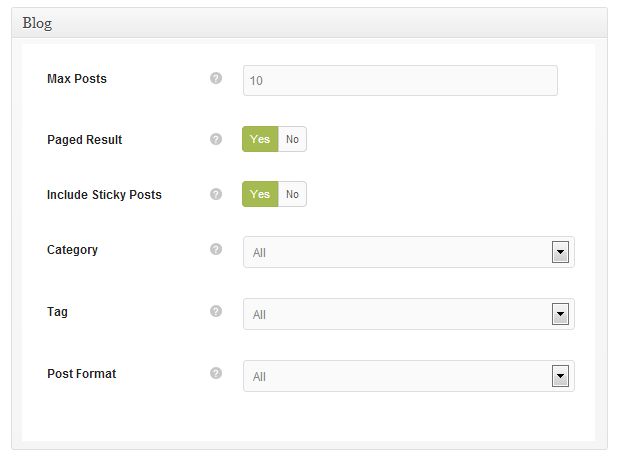 Blog
Max Posts ? 10
Paged Result ? Yes No
Include Sticky Posts ? Yes No
Category ? All
Tag ? All
Post Format ? All